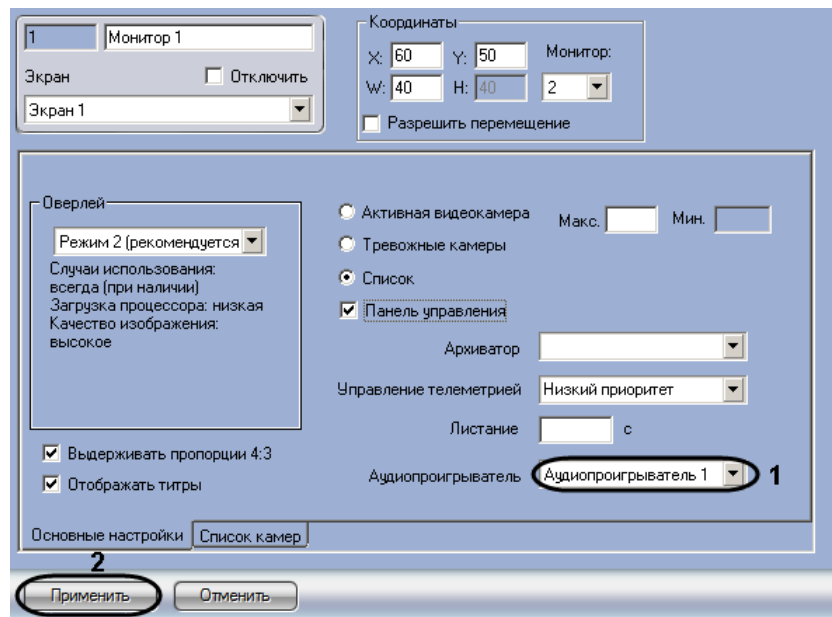 1 Монитор 1
Экран Отключить
Экран 1
Координаты
X: 60 Y: 50 Монитор:
W: 40 H: 40 2
Разрешить перемещение
Оверлей
Режим 2 (рекомендуется
Случаи использования:
всегда (при наличии)
Загрузка процессора: низкая
Качество изображения:
высокое
Выдерживать пропорции 4:3
Отображать титры
Активная видеокамера Макс. Мин.
Тревожные камеры
Список
Панель управления
Архиватор
Управление телеметрией Низкий приоритет
Листание с
Аудиопроигрыватель Аудиопроигрыватель 1 1
Основные настройки Список камер
2
Применить Отменить